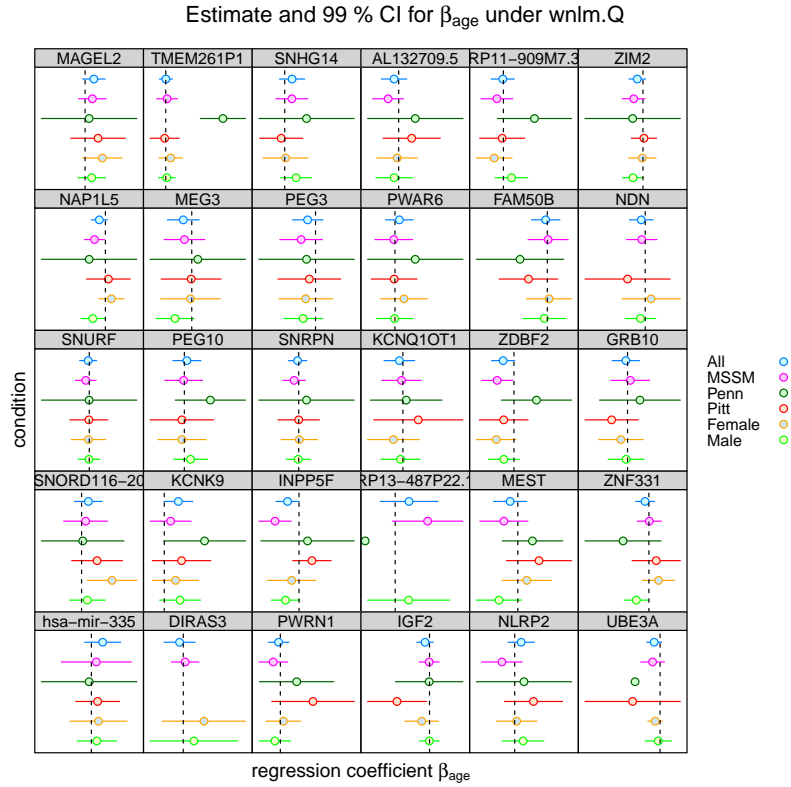 Estimate and 99 % CI for βage under wnlm.Q
MAGEL2 TMEM261P1 SNHG14 AL132709.5 RP11−909M7.3 ZIM2
NAP1L5 MEG3 PEG3 PWAR6 FAM50B NDN
SNURF PEG10 SNRPN KCNQ1OT1 ZDBF2 GRB10
SNORD116−20 KCNK9 INPP5F RP13−487P22.1 MEST ZNF331
hsa−mir−335 DIRAS3 PWRN1 IGF2 NLRP2 UBE3A
condition
All
MSSM
Penn
Pitt
Female
Male
regression coefficient βage